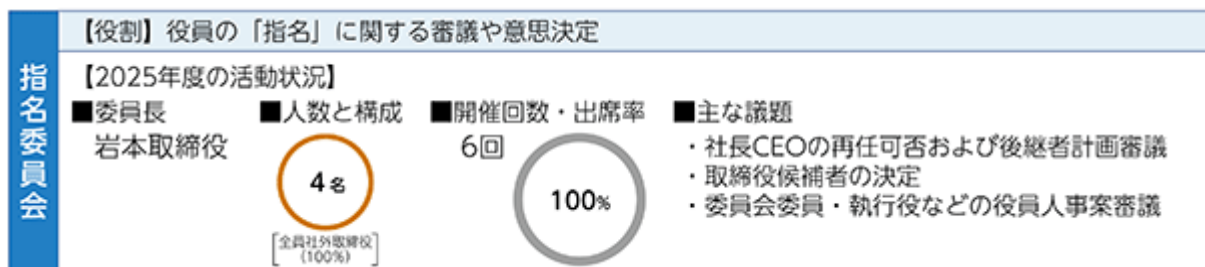 指名委員会
【役割】役員の「指名」に関する審議や意思決定
【2025年度の活動状況】
■委員長
岩本取締役
■人数と構成
4名
全員社外取締役
(100%)
■開催回数・出席率
6回
100%
■主な議題
・社長CEOの再任可否および後継者計画審議
・取締役候補者の決定
・委員会委員・執行役などの役員人事案審議